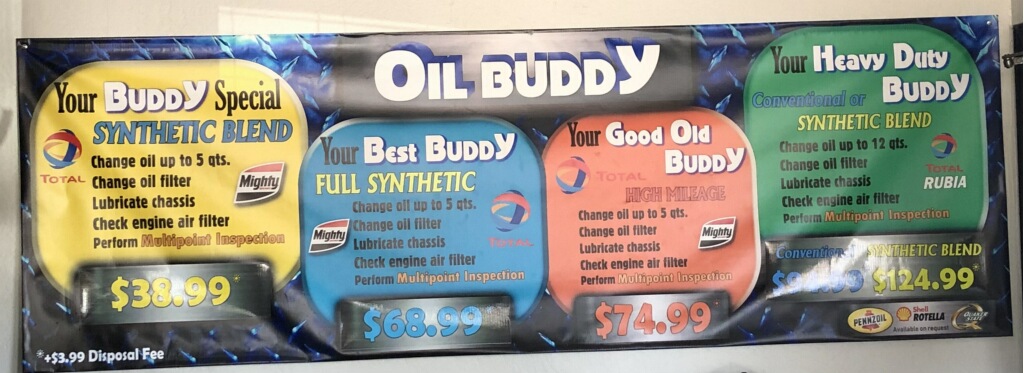 OIL BUDDY
Your BUDDY Special
SYNTHETIC BLEND
TOTAL
Mighty
Change oil up to 5 qts.
Change oil filter
Lubricate chassis
Check engine air filter
Perform Multipoint Inspection
$38.99*
*+$3.99 Disposal Fee
Your BEST BUDDY
FULL SYNTHETIC
Mighty
TOTAL
Change oil up to 5 qts.
Change oil filter
Lubricate chassis
Check engine air filter
Perform Multipoint Inspection
$68.99
Your Good Old
BUDDY
TOTAL
HIGH MILEAGE
Change oil up to 5 qts.
Change oil filter
Lubricate chassis
Check engine air filter
Perform Multipoint Inspection
Mighty
$74.99
Your Heavy Duty
BUDDY
Conventional or
SYNTHETIC BLEND
Change oil up to 12 qts.
Change oil filter
Lubricate chassis
Check engine air filter
Perform Multipoint Inspection
TOTAL
RUBIA
Conventional SYNTHETIC BLEND
$124.99*
PENNZOIL
Shell
ROTELLA
QUAKER
STATE
Available on request